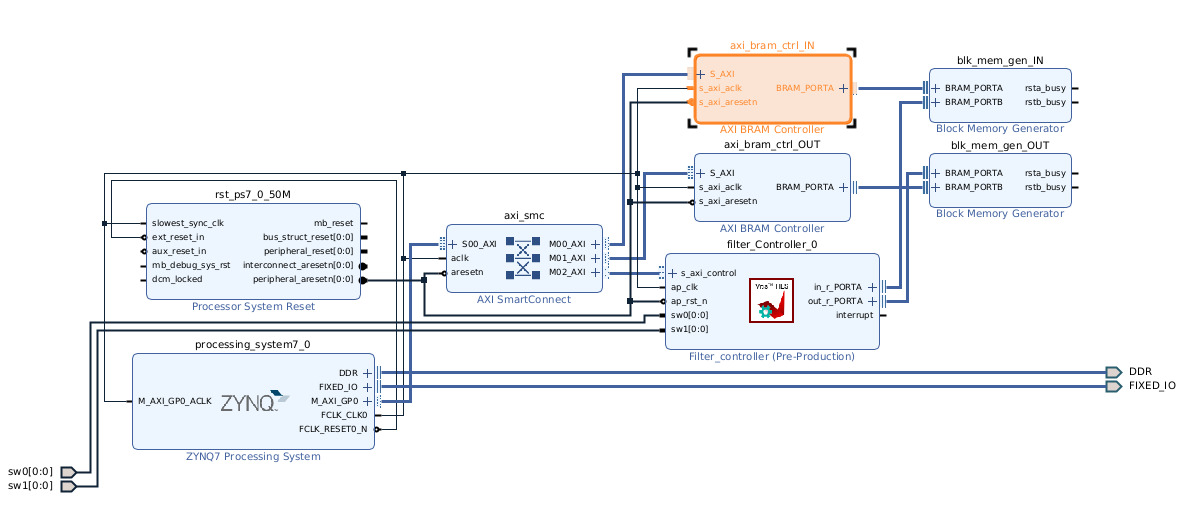 axi_bram_ctrl_IN
S_AXI
s_axi_aclk
s_axi_aresetn
BRAM_PORTA
AXI BRAM Controller
blk_mem_gen_IN
BRAM_PORTA
BRAM_PORTB
rsta_busy
rstb_busy
Block Memory Generator
axi_bram_ctrl_OUT
S_AXI
s_axi_aclk
s_axi_aresetn
BRAM_PORTA
AXI BRAM Controller
blk_mem_gen_OUT
BRAM_PORTA
BRAM_PORTB
rsta_busy
rstb_busy
Block Memory Generator
rst_ps7_0_50M
slowest_sync_clk
ext_reset_in
aux_reset_in
mb_debug_sys_rst
dcm_locked
mb_reset
bus_struct_reset[0:0]
peripheral_reset[0:0]
interconnect_aresetn[0:0]
peripheral_aresetn[0:0]
Processor System Reset
axi_smc
S00_AXI
aclk
aresetn
M00_AXI
M01_AXI
M02_AXI
AXI SmartConnect
filter_Controller_0
s_axi_control
ap_clk
ap_rst_n
sw0[0:0]
sw1[0:0]
in_r_PORTA
out_r_PORTA
interrupt
Filter_controller (Pre-Production)
processing_system7_0
M_AXI_GP0_ACLK
ZYNQ
DDR
FIXED_IO
M_AXI_GP0
FCLK_CLK0
FCLK_RESET0_N
ZYNQ7 Processing System
DDR
FIXED_IO
sw0[0:0]
sw1[0:0]